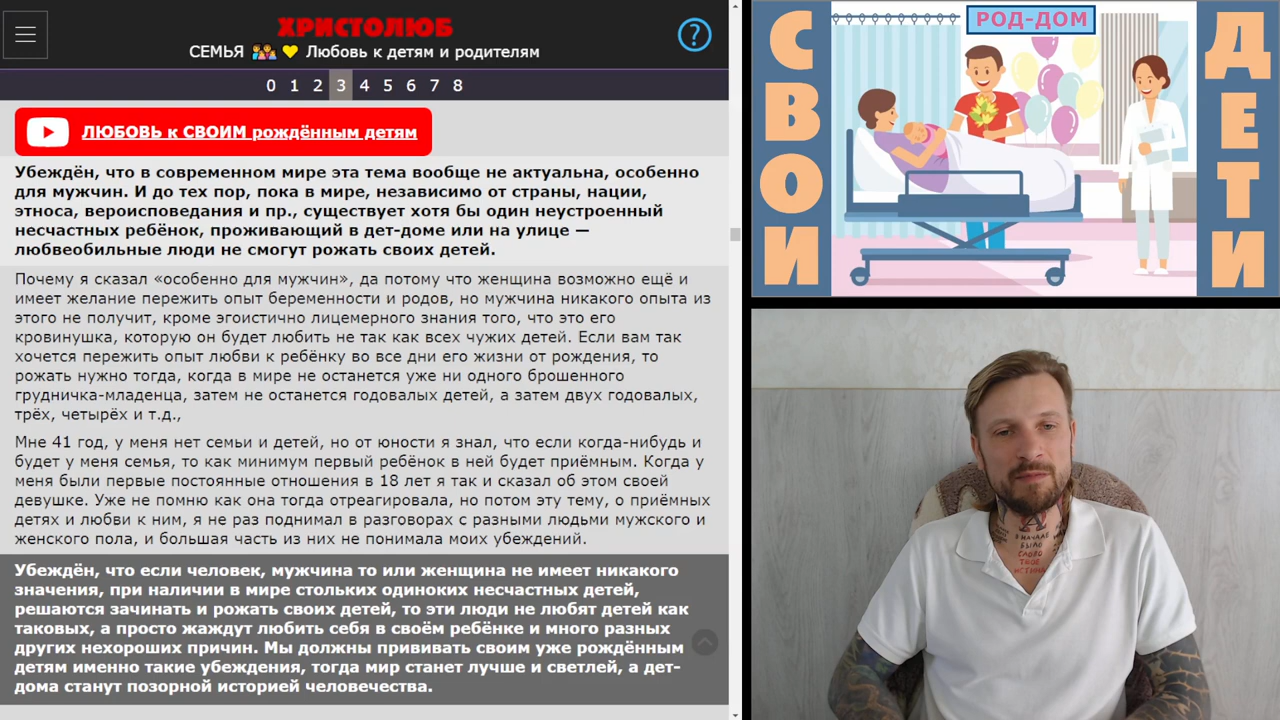 ХРИСТОЛЮБ
СЕМЬЯ 👨‍👩‍👧 💛 Любовь к детям и родителям
?
0 1 2 3 4 5 6 7 8
ЛЮБОВЬ к СВОИМ рождённым детям
Убеждён, что в современном мире эта тема вообще не актуальна, особенно
для мужчин. И до тех пор, пока в мире, независимо от страны, нации,
этноса, вероисповедания и пр., существует хотя бы один неустроенный
несчастных ребёнок, проживающий в дет-доме или на улице —
любвеобильные люди не смогут рожать своих детей.
Почему я сказал «особенно для мужчин», да потому что женщина возможно ещё и
имеет желание пережить опыт беременности и родов, но мужчина никакого опыта из
этого не получит, кроме эгоистично лицемерного знания того, что это его
кровинушка, которую он будет любить не так как всех чужих детей. Если вам так
хочется пережить опыт любви к ребёнку во все дни его жизни от рождения, то
рожать нужно тогда, когда в мире не останется уже ни одного брошенного
грудничка-младенца, затем не останется годовалых детей, а затем двух годовалых,
трёх, четырёх и т.д.,
Мне 41 год, у меня нет семьи и детей, но от юности я знал, что если когда-нибудь и
будет у меня семья, то как минимум первый ребёнок в ней будет приёмным. Когда у
меня были первые постоянные отношения в 18 лет я так и сказал об этом своей
девушке. Уже не помню как она тогда отреагировала, но потом эту тему, о приёмных
детях и любви к ним, я не раз поднимал в разговорах с разными людьми мужского и
женского пола, и большая часть из них не понимала моих убеждений.
Убеждён, что если человек, мужчина то или женщина не имеет никакого
значения, при наличии в мире стольких одиноких несчастных детей,
решаются зачинать и рожать своих детей, то эти люди не любят детей как
таковых, а просто жаждут любить себя в своём ребёнке и много разных
других нехороших причин. Мы должны прививать своим уже рождённым
детям именно такие убеждения, тогда мир станет лучше и светлей, а дет-
дома станут позорной историей человечества.
СВОИ
РОД-ДОМ
ДЕТИ
В НАЧАЛЕ
БЫЛО
СЛОВО
ТВОЕ
ИСТИНА